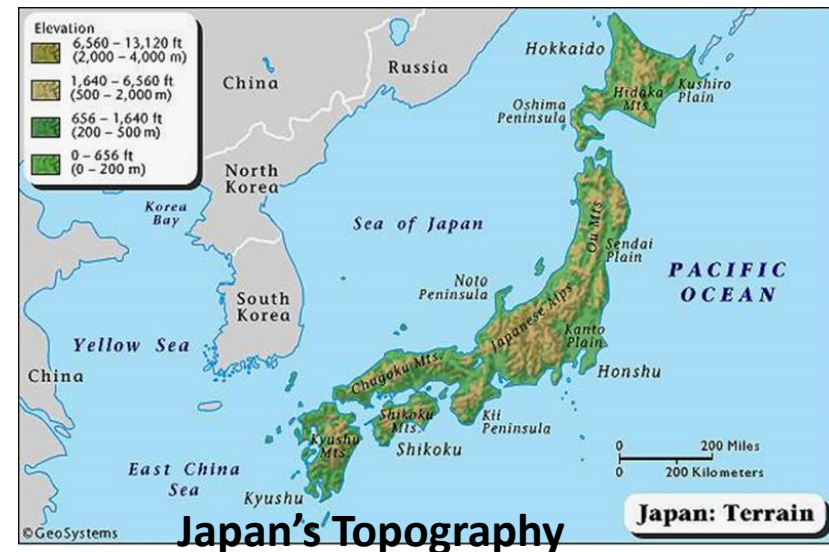 Elevation
6,560 – 13,120 ft
(2,000 – 4,000 m)
1,640 – 6,560 ft
(500 – 2,000 m)
656 – 1,640 ft
(200 – 500 m)
0 – 656 ft
(0 – 200 m)
China
Russia
Hokkaido
Kushiro
Plain
Hidaka
Mts.
Oshima
Peninsula
North
Korea
Korea
Bay
Sea of Japan
Ou Mts.
Sendai
Plain
PACIFIC
OCEAN
Noto
Peninsula
South
Korea
Japanese Alps
Kanto
Plain
Yellow Sea
Honshu
China
Chugoku Mts.
Shikoku
Mts.
Kii
Peninsula
Kyushu
Mts.
Shikoku
0 200 Miles
0 200 Kilometers
East China
Sea
Kyushu
Japan: Terrain
©GeoSystems
Japan’s Topography